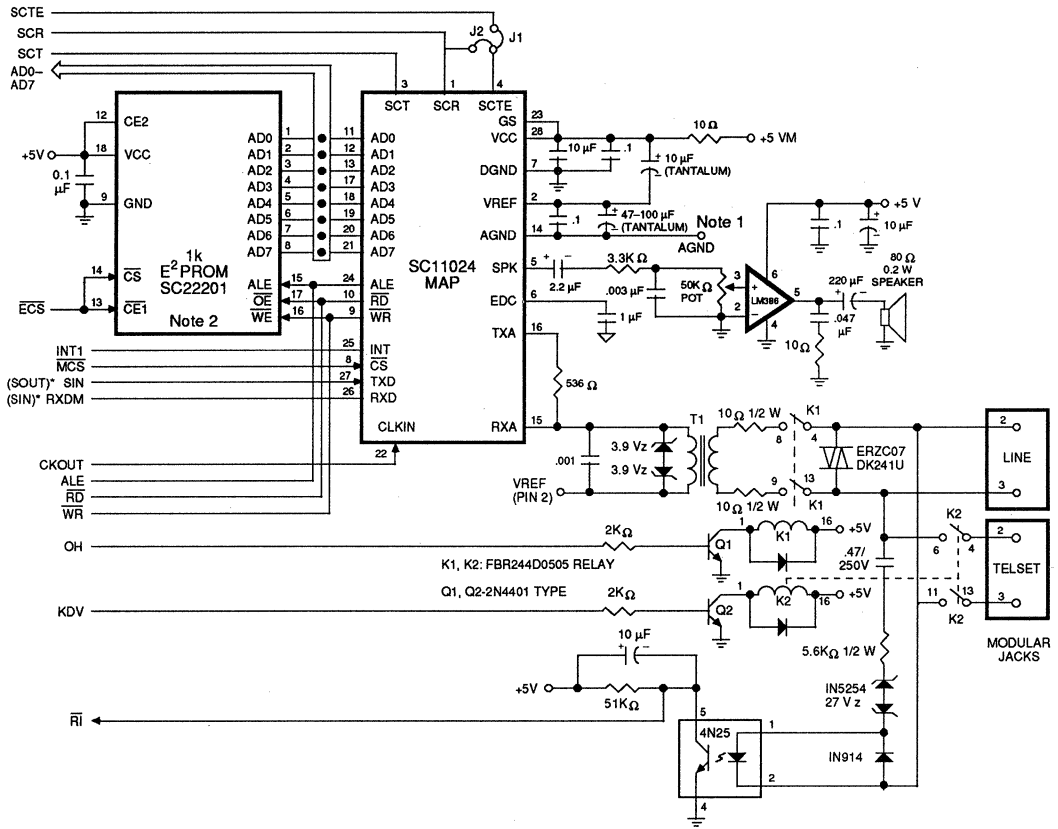 SCTE
SCR
SCT
AD0–
AD7
J2
J1
3
1
4
SCT
SCR
SCTE
12
CE2
+5V
18
VCC
0.1
µF
9
GND
14
CS
ECS
13
CE1
AD0
AD1
AD2
AD3
AD4
AD5
AD6
AD7
1
2
3
4
5
6
7
8
1k
E²PROM
SC22201
Note 2
ALE
OE
WE
15
17
16
11
12
13
17
18
19
20
21
AD0
AD1
AD2
AD3
AD4
AD5
AD6
AD7
24
10
9
ALE
RD
WR
SC11024
MAP
25
8
27
26
INT
CS
TXD
RXD
CLKIN
22
INT1
MCS
(SOUT)* SIN
(SIN)* RXDM
CKOUT
ALE
RD
WR
OH
KDV
RI
GS
VCC
DGND
VREF
AGND
SPK
EDC
TXA
RXA
23
28
7
2
14
5
6
16
15
10Ω
+5 VM
10 µF
.1
+
10 µF
(TANTALUM)
.1
+
47–100 µF
(TANTALUM)
Note 1
AGND
+ –
2.2 µF
3.3KΩ
.003 µF
50K
POT
1 µF
3
+
2
–
LM386
6
5
4
+5 V
.1
+
10 µF
80 Ω
0.2 W
SPEAKER
220 µF
+ –
.047
µF
10Ω
536 Ω
.001
3.9 Vz
3.9 Vz
VREF
(PIN 2)
T1
10Ω 1/2 W
8
K1
4
9
13
K1
10Ω 1/2 W
ERZC07
DK241U
2
LINE
3
K2
6
4
2
TELSET
11
13
K2
3
MODULAR
JACKS
.47/
250V
5.6KΩ 1/2 W
IN5254
27 V z
IN914
2KΩ
Q1
1
K1
16
+5V
K1, K2: FBR244D0505 RELAY
Q1, Q2-2N4401 TYPE
2KΩ
Q2
1
K2
16
+5V
10 µF
+ –
+5V
51KΩ
5
4N25
1
2
4